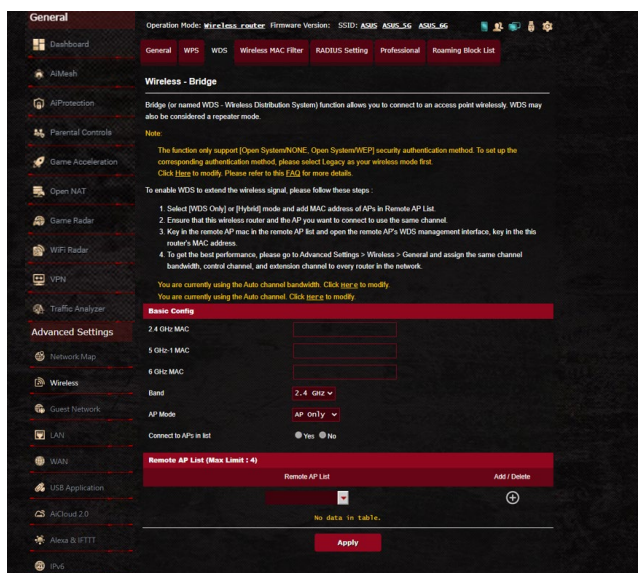 General
Dashboard
AiMesh
AiProtection
Parental Controls
Game Acceleration
Open NAT
Game Radar
WiFi Radar
VPN
Traffic Analyzer
Advanced Settings
Network Map
Wireless
Guest Network
LAN
WAN
USB Application
AiCloud 2.0
Alexa & IFTTT
IPv6
Operation Mode: Wireless router Firmware Version: SSID: ASUS ASUS_5G ASUS_6G
General WPS WDS Wireless MAC Filter RADIUS Setting Professional Roaming Block List
Wireless - Bridge
Bridge (or named WDS - Wireless Distribution System) function allows you to connect to an access point wirelessly. WDS may
also be considered a repeater mode.
Note:
The function only support [Open System/NONE, Open System/WEP] security authentication method. To set up the
corresponding authentication method, please select Legacy as your wireless mode first.
Click Here to modify. Please refer to this FAQ for more details.
To enable WDS to extend the wireless signal, please follow these steps :
1. Select [WDS Only] or [Hybrid] mode and add MAC address of APs in Remote AP List.
2. Ensure that this wireless router and the AP you want to connect to use the same channel.
3. Key in the remote AP mac in the remote AP list and open the remote AP's WDS management interface, key in the this
router's MAC address.
4. To get the best performance, please go to Advanced Settings > Wireless > General and assign the same channel
bandwidth, control channel, and extension channel to every router in the network.
You are currently using the Auto channel bandwidth. Click Here to modify.
You are currently using the Auto channel. Click Here to modify.
Basic Config
2.4 GHz MAC
5 GHz-1 MAC
6 GHz MAC
Band 2.4 GHz
AP Mode AP Only
Connect to APs in list Yes No
Remote AP List (Max Limit : 4)
Remote AP List Add / Delete
No data in table.
Apply